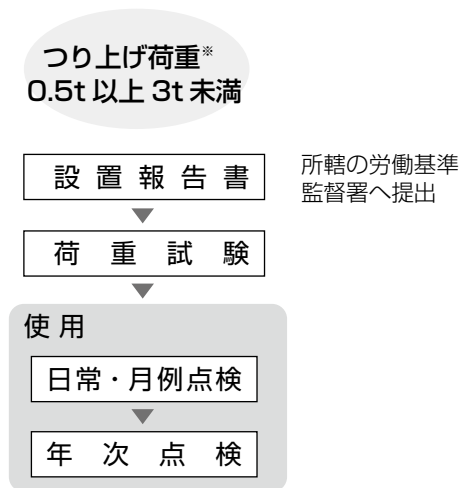 つり上げ荷重※
0.5t 以上 3t 未満
設置報告書
所轄の労働基準
監督署へ提出
荷重試験
使用
日常・月例点検
年次点検